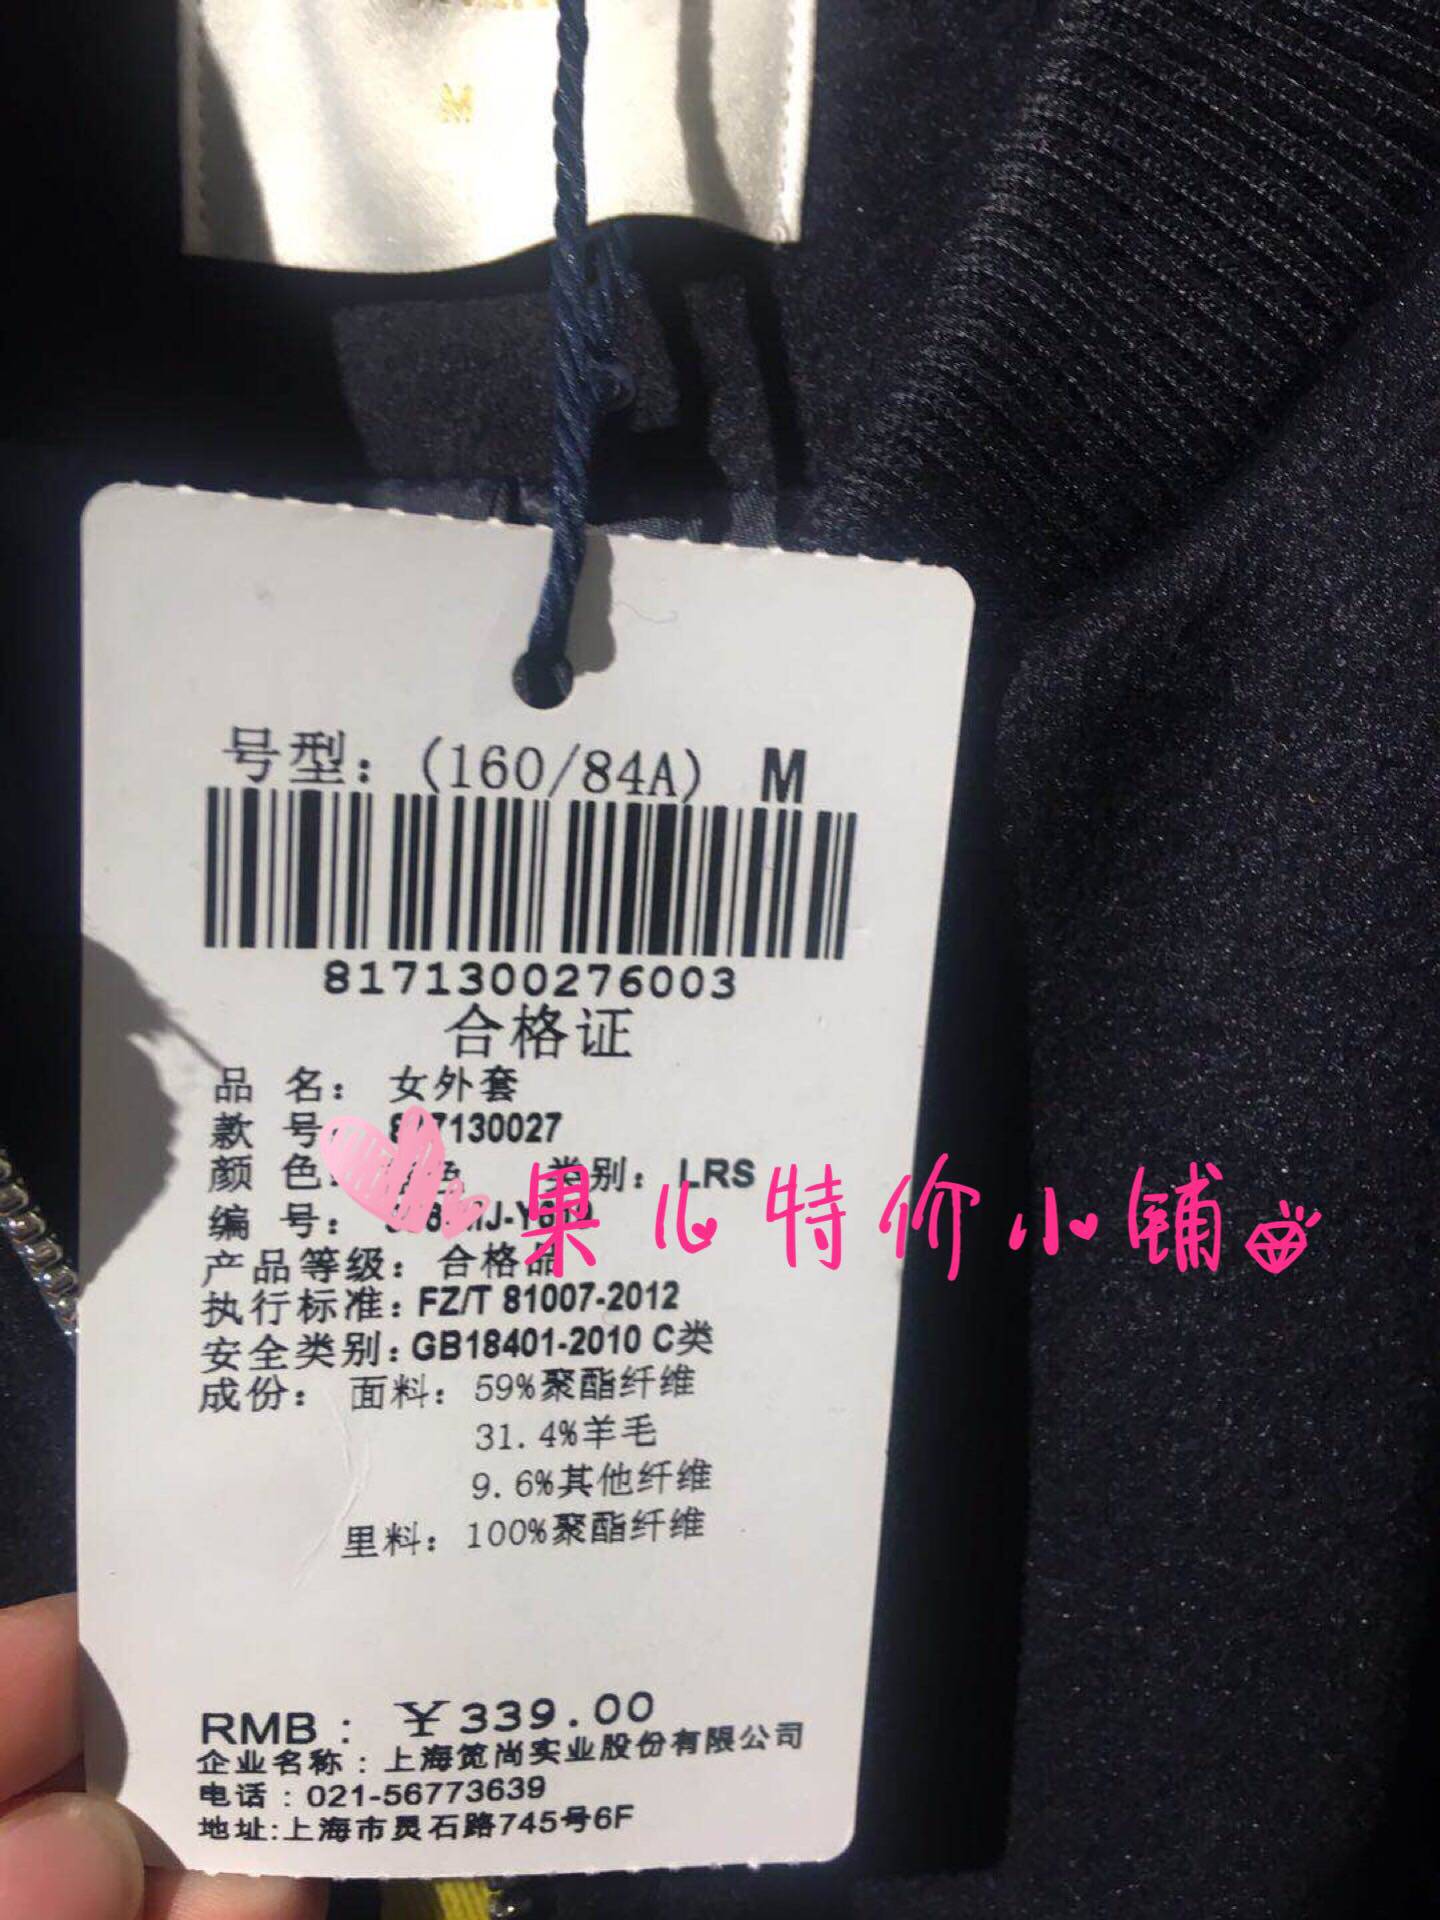 M
号型：(160/84A) M
8171300276003
合格证
品 名： 女外套
款 号： 817130027
颜 色： 类别： LRS
编 号：
产品等级： 合格品
执行标准：FZ/T 81007-2012
安全类别：GB18401-2010 C类
成份： 面料： 59%聚酯纤维
31.4%羊毛
9.6%其他纤维
里料： 100%聚酯纤维
RMB： ￥339.00
企业名称：上海笕尚实业股份有限公司
电话：021-56773639
地址:上海市灵石路745号6F
果儿特价小铺